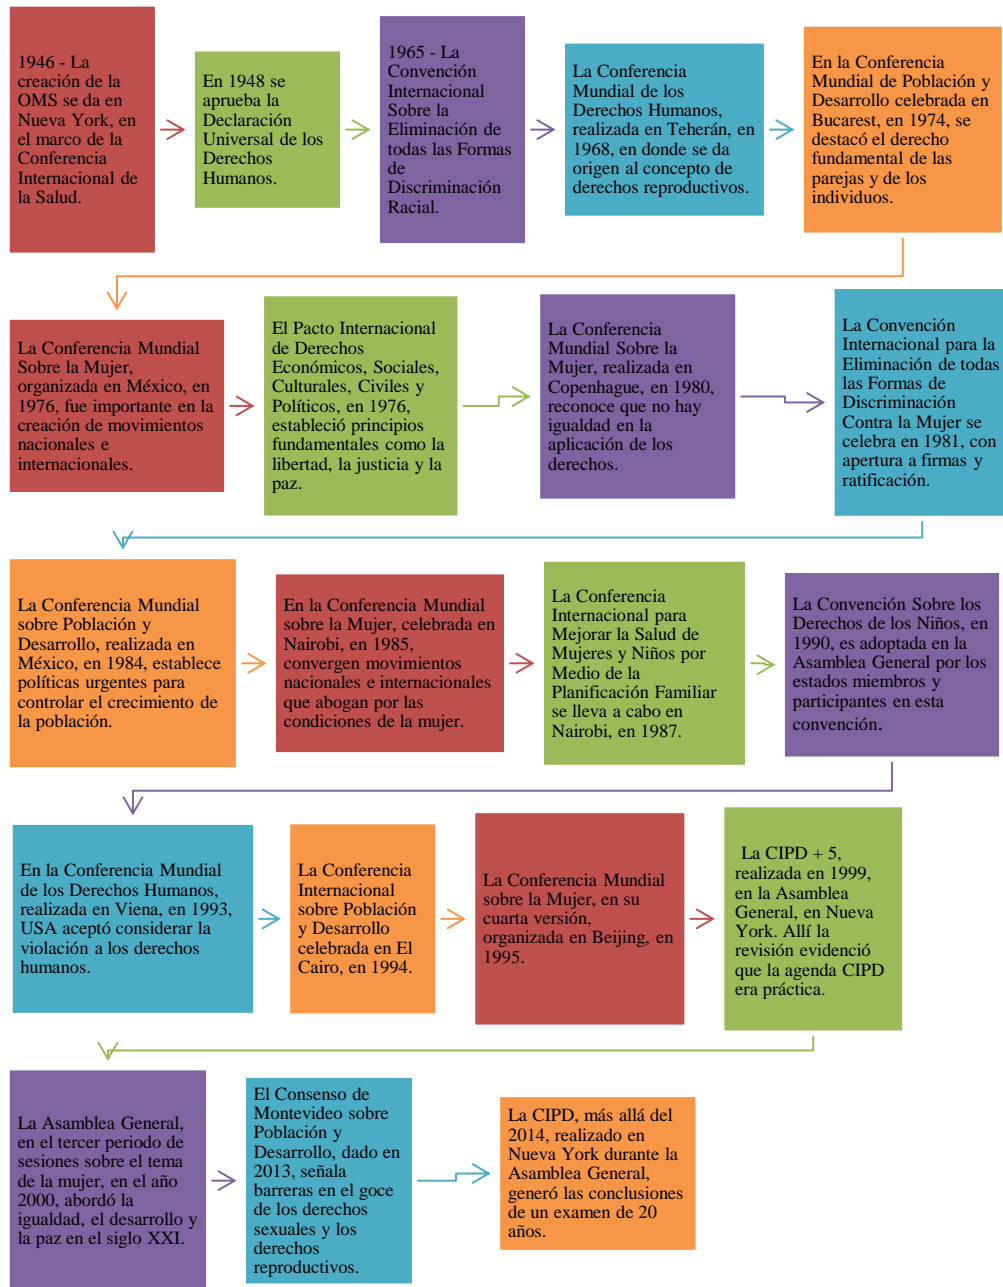 1946 - La
creación de la
OMS se da en
Nueva York, en
el marco de la
Conferencia
Internacional de
la Salud.
En 1948 se
aprueba la
Declaración
Universal de los
Derechos
Humanos.
1965 - La
Convención
Internacional
Sobre la
Eliminación de
todas las Formas
de
Discriminación
Racial.
La Conferencia
Mundial de los
Derechos Humanos,
realizada en Teherán, en
1968, en donde se da
origen al concepto de
derechos reproductivos.
En la Conferencia
Mundial de Población y
Desarrollo celebrada en
Bucarest, en 1974, se
destacó el derecho
fundamental de las
parejas y de los
individuos.
La Conferencia Mundial
Sobre la Mujer,
organizada en México, en
1976, fue importante en la
creación de movimientos
nacionales e
internacionales.
El Pacto Internacional
de Derechos
Económicos, Sociales,
Culturales, Civiles y
Políticos, en 1976,
estableció principios
fundamentales como la
libertad, la justicia y la
paz.
La Conferencia
Mundial Sobre la
Mujer, realizada en
Copenhague, en 1980,
reconoce que no hay
igualdad en la
aplicación de los
derechos.
La Convención
Internacional para la
Eliminación de todas
las Formas de
Discriminación
Contra la Mujer se
celebra en 1981, con
apertura a firmas y
ratificación.
La Conferencia Mundial
sobre Población y
Desarrollo, realizada en
México, en 1984, establece
políticas urgentes para
controlar el crecimiento de
la población.
En la Conferencia Mundial
sobre la Mujer, celebrada en
Nairobi, en 1985,
convergen movimientos
nacionales e internacionales
que abogan por las
condiciones de la mujer.
La Conferencia
Internacional para
Mejorar la Salud de
Mujeres y Niños por
Medio de la
Planificación Familiar
se lleva a cabo en
Nairobi, en 1987.
La Convención Sobre los
Derechos de los Niños, en
1990, es adoptada en la
Asamblea General por los
estados miembros y
participantes en esta
convención.
En la Conferencia Mundial
de los Derechos Humanos,
realizada en Viena, en 1993,
USA aceptó considerar la
violación a los derechos
humanos.
La Conferencia
Internacional
sobre Población
y Desarrollo
celebrada en El
Cairo, en 1994.
La Conferencia Mundial
sobre la Mujer, en su
cuarta versión,
organizada en Beijing, en
1995.
La CIPD + 5,
realizada en 1999,
en la Asamblea
General, en Nueva
York. Allí la
revisión evidenció
que la agenda CIPD
era práctica.
La Asamblea General,
en el tercer periodo de
sesiones sobre el tema
de la mujer, en el año
2000, abordó la
igualdad, el desarrollo y
la paz en el siglo XXI.
El Consenso de
Montevideo sobre
Población y
Desarrollo, dado en
2013, señala
barreras en el goce
de los derechos
sexuales y los
derechos
reproductivos.
La CIPD, más allá del
2014, realizado en
Nueva York durante la
Asamblea General,
generó las conclusiones
de un examen de 20
años.